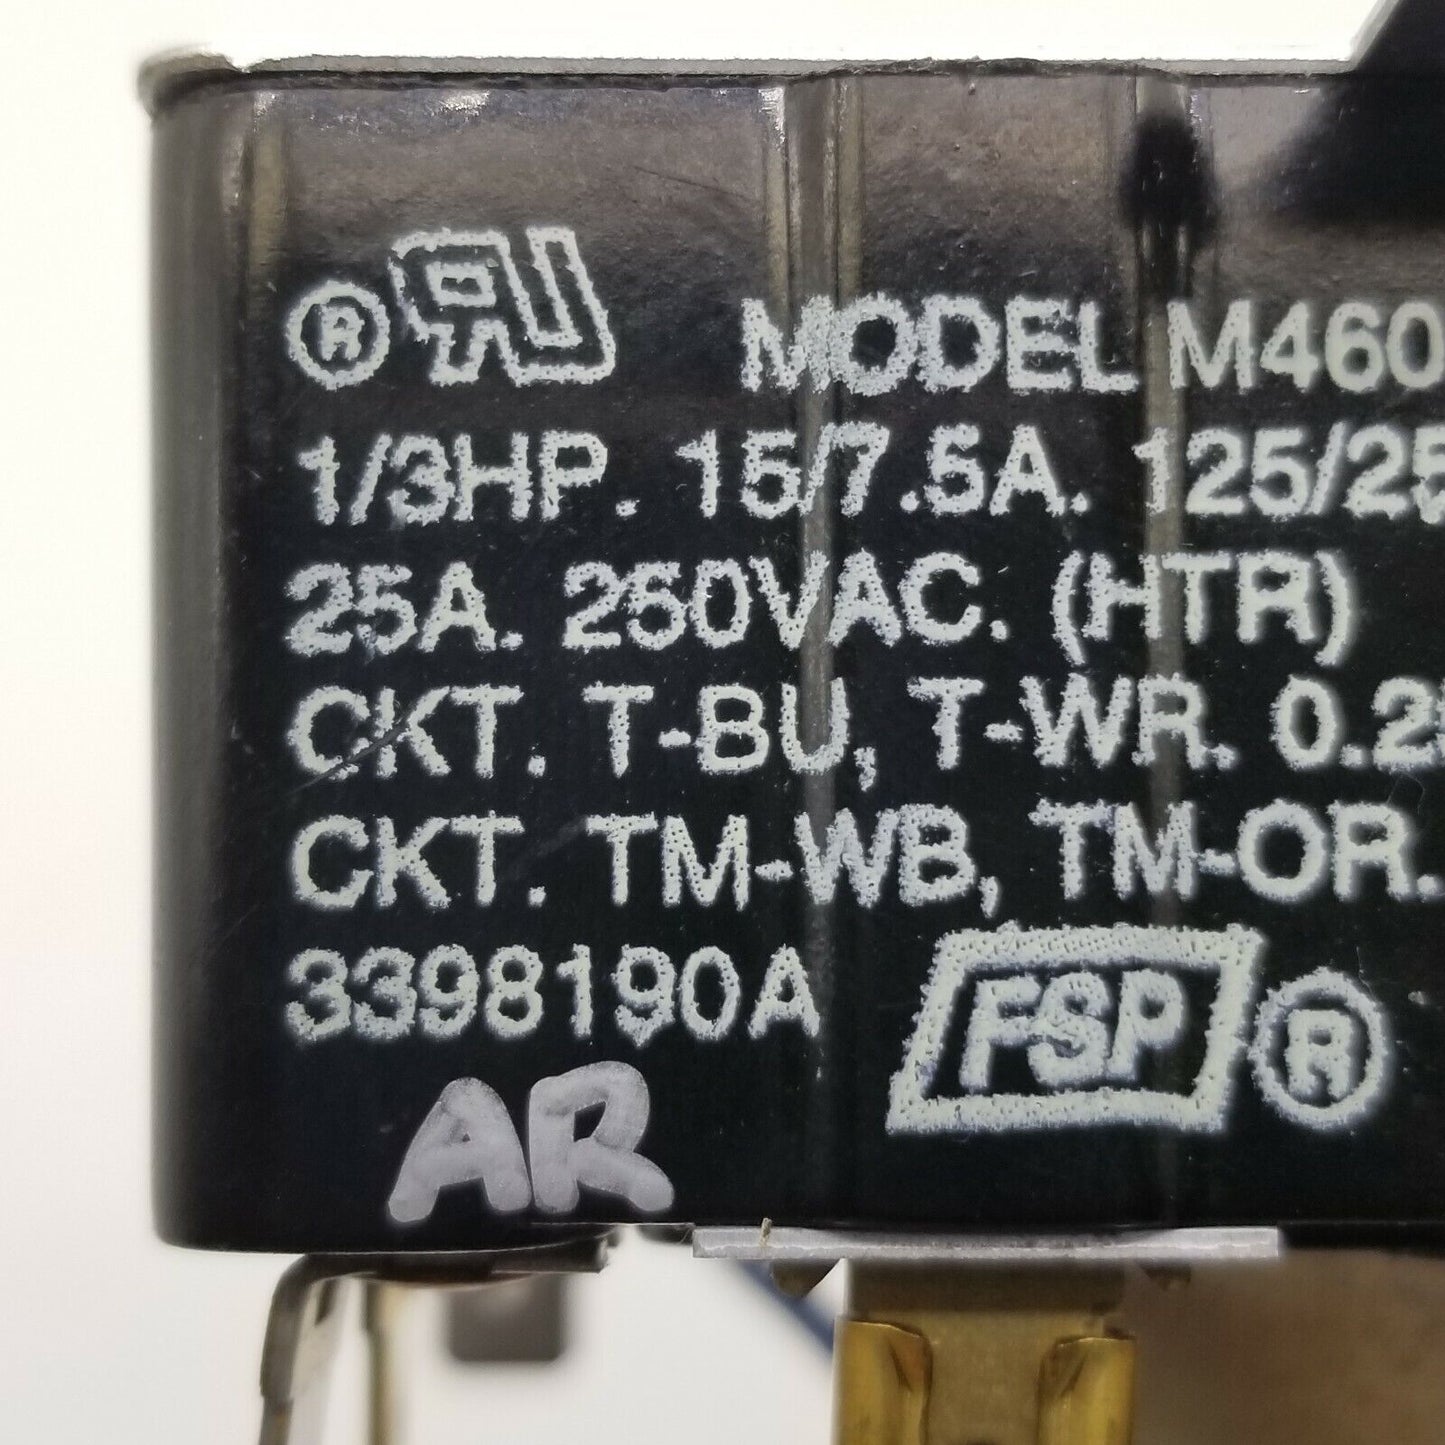 ® RU MODEL M460
1/3HP. 15/7.5A. 125/25
25A. 250VAC. (HTR)
CKT. T-BU, T-WR. 0.2
CKT. TM-WB, TM-OR.
3398190A FSP ®
AR